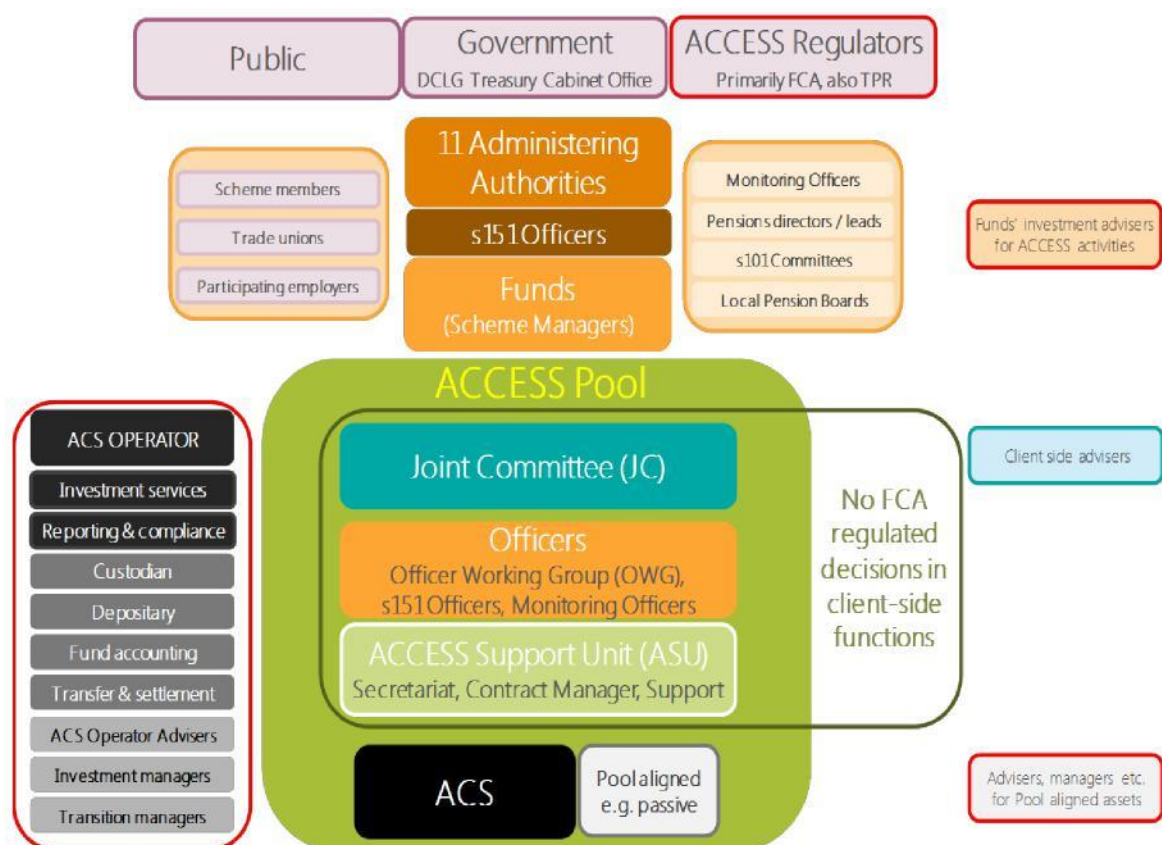 Public
Government
DCLG Treasury Cabinet Office
ACCESS Regulators
Primarily FCA, also TPR
Scheme members
Trade unions
Participating employers
11 Administering
Authorities
s151 Officers
Funds
(Scheme Managers)
Monitoring Officers
Pensions directors / leads
s101 Committees
Local Pension Boards
Funds' investment advisers
for ACCESS activities
ACCESS Pool
ACS OPERATOR
Investment services
Reporting & compliance
Custodian
Depositary
Fund accounting
Transfer & settlement
ACS Operator Advisers
Investment managers
Transition managers
Joint Committee (JC)
Officers
Officer Working Group (OWG),
s151 Officers, Monitoring Officers
ACCESS Support Unit (ASU)
Secretariat, Contract Manager, Support
No FCA
regulated
decisions in
client-side
functions
Client side advisers
ACS
Pool aligned
e.g. passive
Advisers, managers etc.
for Pool aligned assets